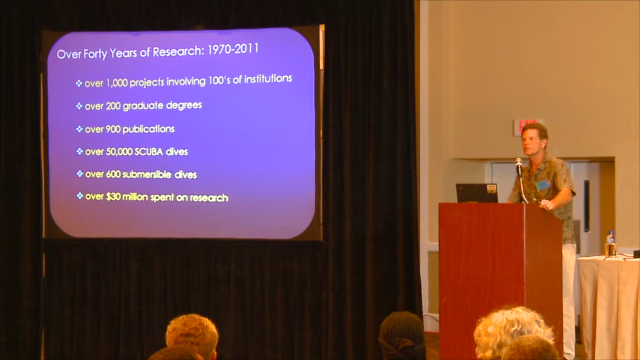 Over Forty Years of Research: 1970-2011
over 1,000 projects involving 100's of institutions
over 200 graduate degrees
over 900 publications
over 50,000 SCUBA dives
over 600 submersible dives
over $30 million spent on research